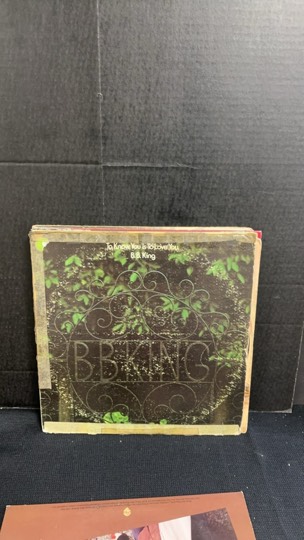 To Know You Is To Love You
B.B. King
B.B. KING